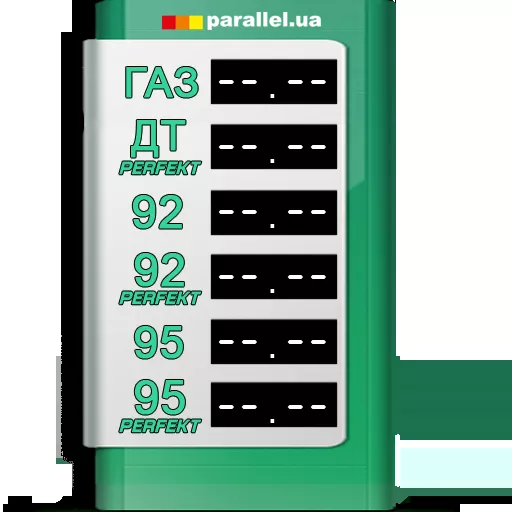 parallel.ua
ГАЗ --.--
ДТ
PERFEKT --.--
92 --.--
92
PERFEKT --.--
95 --.--
95
PERFEKT --.--